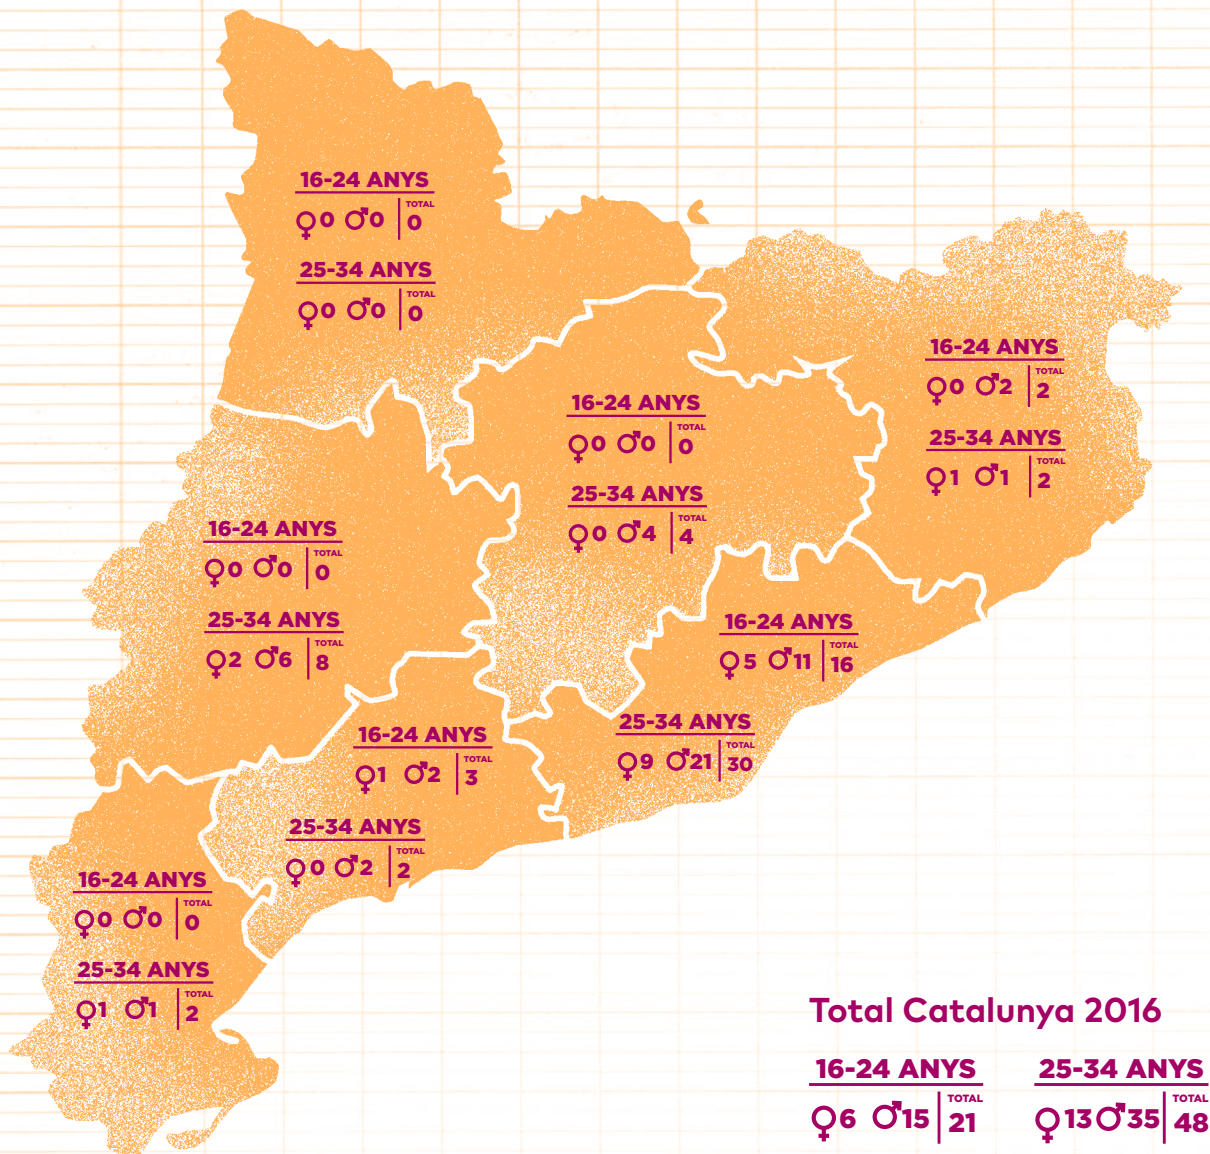 16-24 ANYS
♀0 ♂0 TOTAL 0
25-34 ANYS
♀0 ♂0 TOTAL 0
16-24 ANYS
♀0 ♂2 TOTAL 2
25-34 ANYS
♀1 ♂1 TOTAL 2
16-24 ANYS
♀0 ♂0 TOTAL 0
25-34 ANYS
♀0 ♂4 TOTAL 4
16-24 ANYS
♀0 ♂0 TOTAL 0
25-34 ANYS
♀2 ♂6 TOTAL 8
16-24 ANYS
♀5 ♂11 TOTAL 16
25-34 ANYS
♀9 ♂21 TOTAL 30
16-24 ANYS
♀1 ♂2 TOTAL 3
25-34 ANYS
♀0 ♂2 TOTAL 2
16-24 ANYS
♀0 ♂0 TOTAL 0
25-34 ANYS
♀1 ♂1 TOTAL 2
Total Catalunya 2016
16-24 ANYS
♀6 ♂15 TOTAL 21
25-34 ANYS
♀13 ♂35 TOTAL 48